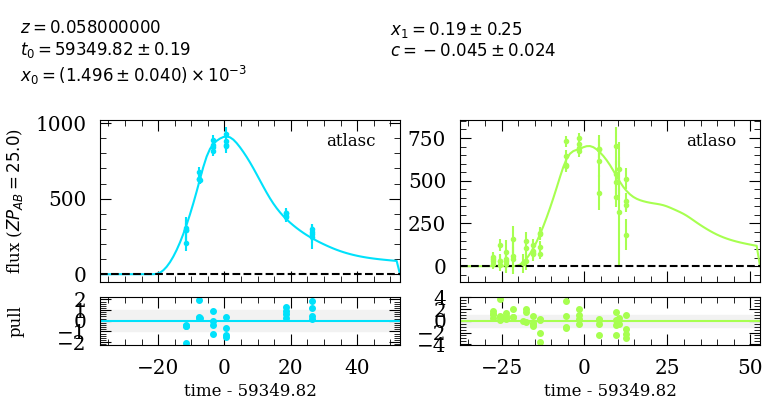 z = 0.058000000
t₀ = 59349.82 ± 0.19
x₀ = (1.496 ± 0.040) × 10⁻³
x₁ = 0.19 ± 0.25
c = −0.045 ± 0.024
flux (ZP_AB = 25.0)
1000
500
0
atlasc
750
500
250
0
atlaso
pull
2
1
0
−1
−2
4
2
0
−2
−4
−20 0 20 40
−25 0 25 50
time - 59349.82
time - 59349.82